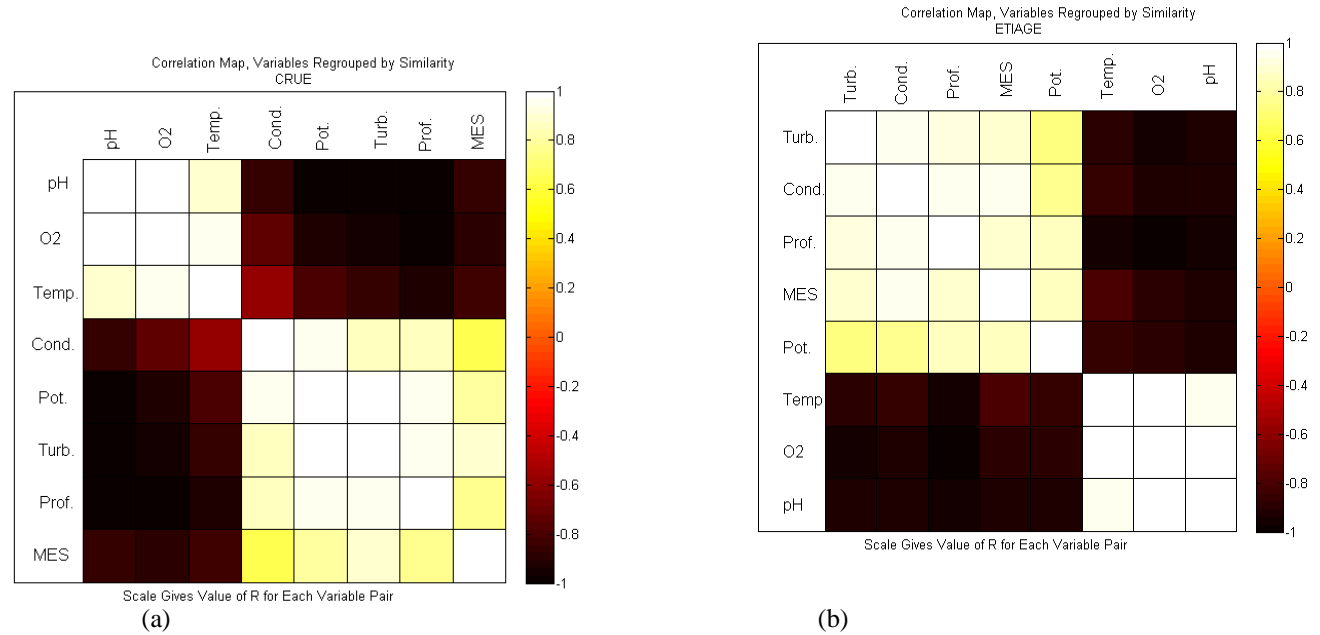 Correlation Map, Variables Regrouped by Similarity
CRUE
pH O2 Temp. Cond. Pot. Turb. Prof. MES
pH
O2
Temp.
Cond.
Pot.
Turb.
Prof.
MES
1
0.8
0.6
0.4
0.2
0
-0.2
-0.4
-0.6
-0.8
-1
Scale Gives Value of R for Each Variable Pair
(a)
Correlation Map, Variables Regrouped by Similarity
ETIAGE
Turb. Cond. Prof. MES Pot. Temp. O2 pH
Turb.
Cond.
Prof.
MES
Pot.
Temp
O2
pH
1
0.8
0.6
0.4
0.2
0
-0.2
-0.4
-0.6
-0.8
-1
Scale Gives Value of R for Each Variable Pair
(b)